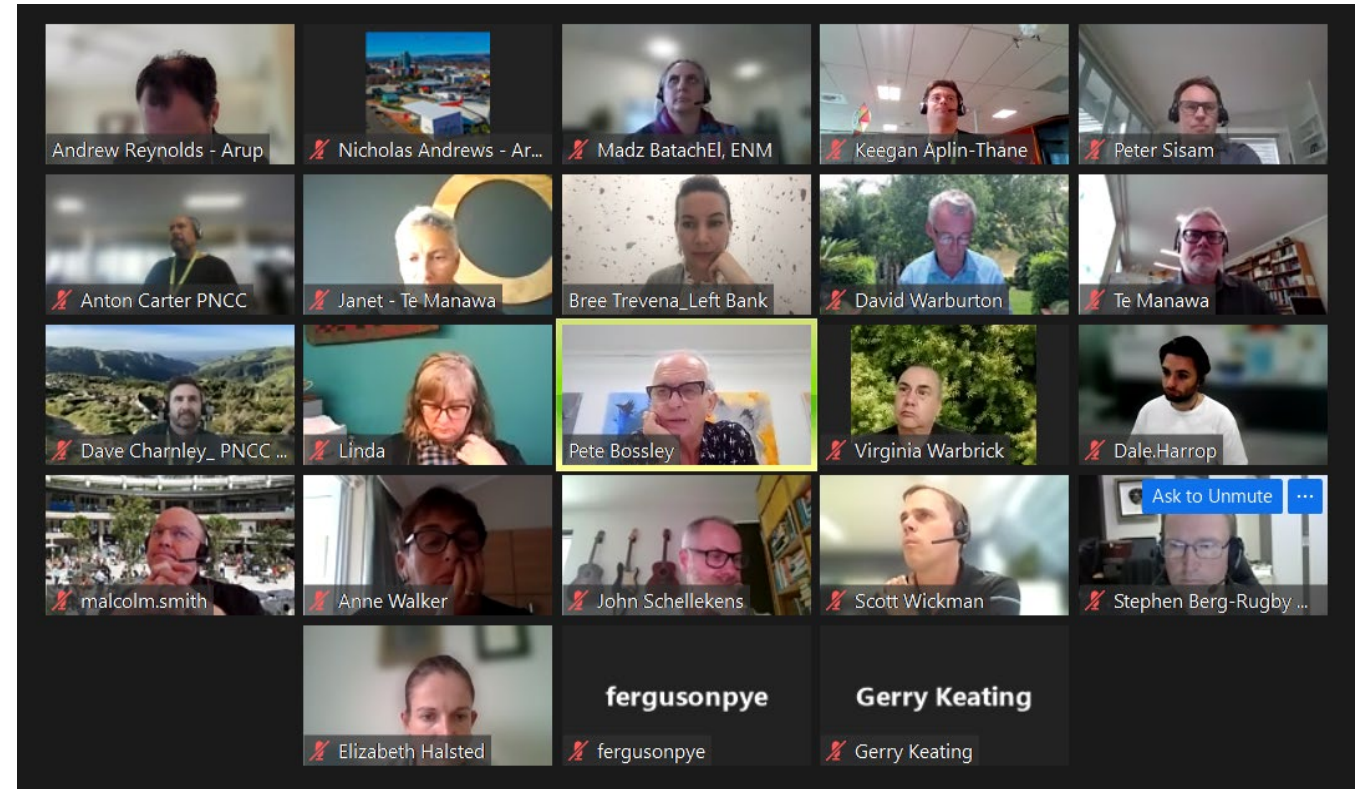 Andrew Reynolds - Arup
Nicholas Andrews - Ar...
Madz BatachEl, ENM
Keegan Aplin-Thane
Peter Sisam
Anton Carter PNCC
Janet - Te Manawa
Bree Trevena_Left Bank
David Warburton
Te Manawa
Dave Charnley_ PNCC ...
Linda
Pete Bossley
Virginia Warbrick
Dale.Harrop
Ask to Unmute ...
malcolm.smith
Anne Walker
John Schellekens
Scott Wickman
Stephen Berg-Rugby ...
fergusonpye
Gerry Keating
Elizabeth Halsted
fergusonpye
Gerry Keating